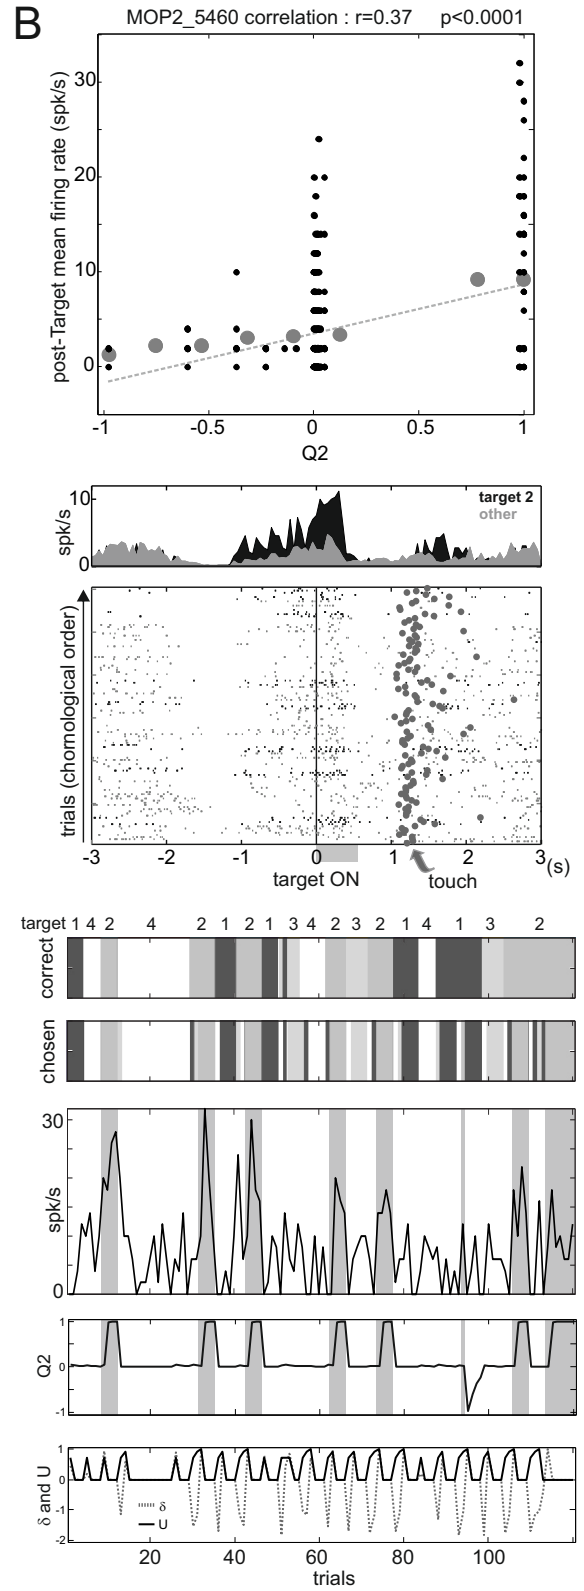 B
MOP2_5460 correlation : r=0.37 p<0.0001
post-Target mean firing rate (spk/s)
30
20
10
0
-1 -0.5 0 0.5 1
Q2
spk/s
10
0
target 2
other
trials (chomological order)
-3 -2 -1 0 1 2 3 (s)
target ON touch
target 1 4 2 4 2 1 2 1 3 4 2 3 2 1 4 1 3 2
correct
chosen
spk/s
30
0
Q2
1
0
-1
δ and U
1
0
-1
-2
δ
U
20 40 60 80 100
trials